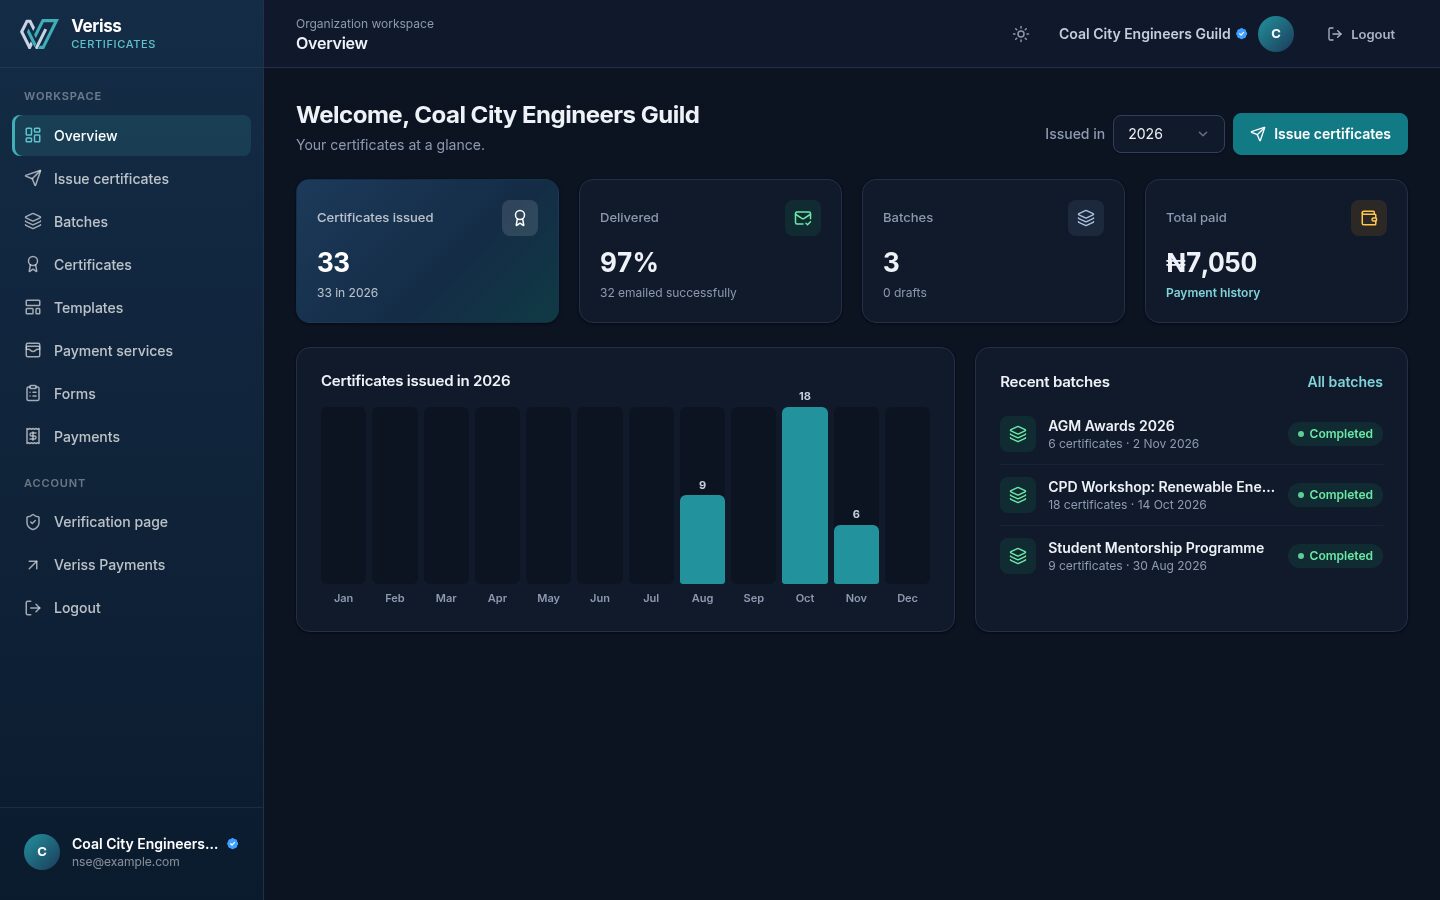 Veriss
CERTIFICATES
WORKSPACE
Overview
Issue certificates
Batches
Certificates
Templates
Payment services
Forms
Payments
ACCOUNT
Verification page
Veriss Payments
Logout
C
Coal City Engineers...
nse@example.com
Organization workspace
Overview
Coal City Engineers Guild
C
Logout
Welcome, Coal City Engineers Guild
Your certificates at a glance.
Issued in
2026
Issue certificates
Certificates issued
33
33 in 2026
Delivered
97%
32 emailed successfully
Batches
3
0 drafts
Total paid
₦7,050
Payment history
Certificates issued in 2026
18
9
6
Jan Feb Mar Apr May Jun Jul Aug Sep Oct Nov Dec
Recent batches
All batches
AGM Awards 2026
6 certificates · 2 Nov 2026
Completed
CPD Workshop: Renewable Ene...
18 certificates · 14 Oct 2026
Completed
Student Mentorship Programme
9 certificates · 30 Aug 2026
Completed